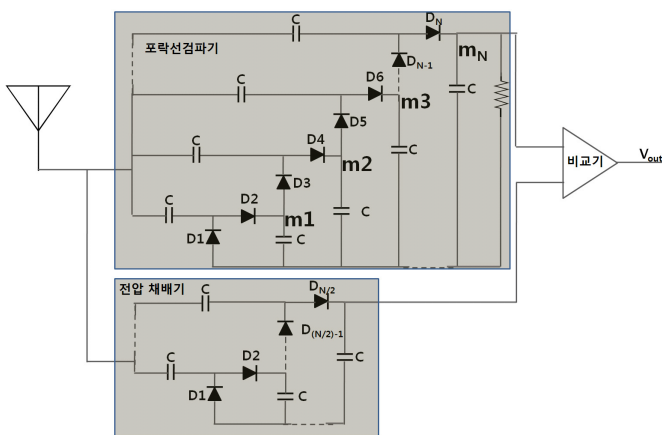 포락선검파기
C
D_N
m_N
D_{N-1}
C
C
D6
m3
C
C
D5
D4
m2
C
D3
C
D2
m1
D1
C
비교기
V_out
전압 채배기
C
D_{N/2}
D_{(N/2)-1}
C
C
D2
D1
C